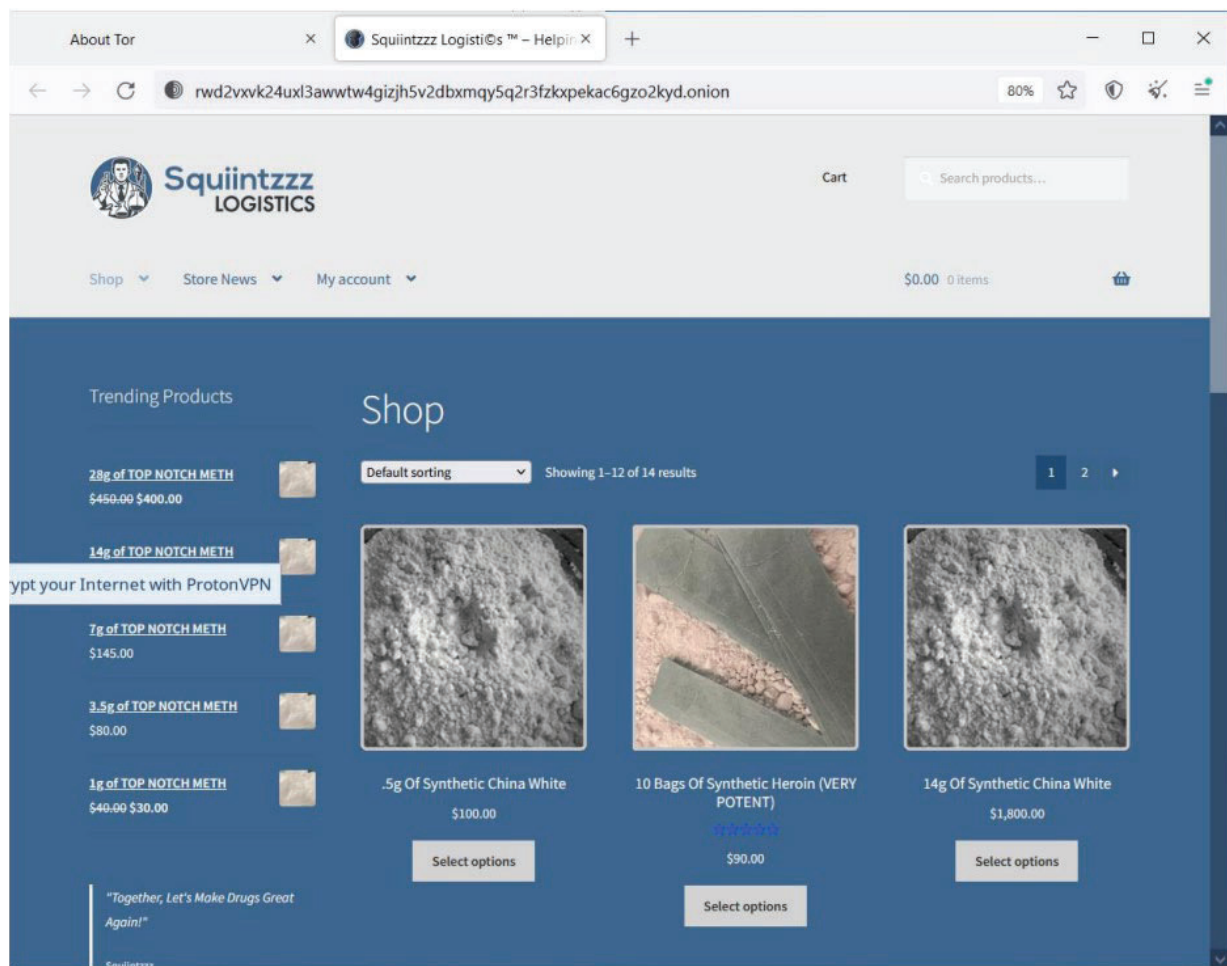 About Tor
Squiintzzz Logisti©s ™ – Helpin
rwd2vxvk24uxl3awwtw4gizjh5v2dbxmqy5q2r3fzkxpekac6gzo2kyd.onion
80%
Squiintzzz
LOGISTICS
Cart
Search products...
Shop
Store News
My account
$0.00 0 items
Trending Products
28g of TOP NOTCH METH
$450.00 $400.00
14g of TOP NOTCH METH
ypt your Internet with ProtonVPN
7g of TOP NOTCH METH
$145.00
3.5g of TOP NOTCH METH
$80.00
1g of TOP NOTCH METH
$40.00 $30.00
"Together, Let's Make Drugs Great
Again!"
Shop
Default sorting
Showing 1–12 of 14 results
1 2
.5g Of Synthetic China White
$100.00
Select options
10 Bags Of Synthetic Heroin (VERY
POTENT)
$90.00
Select options
14g Of Synthetic China White
$1,800.00
Select options